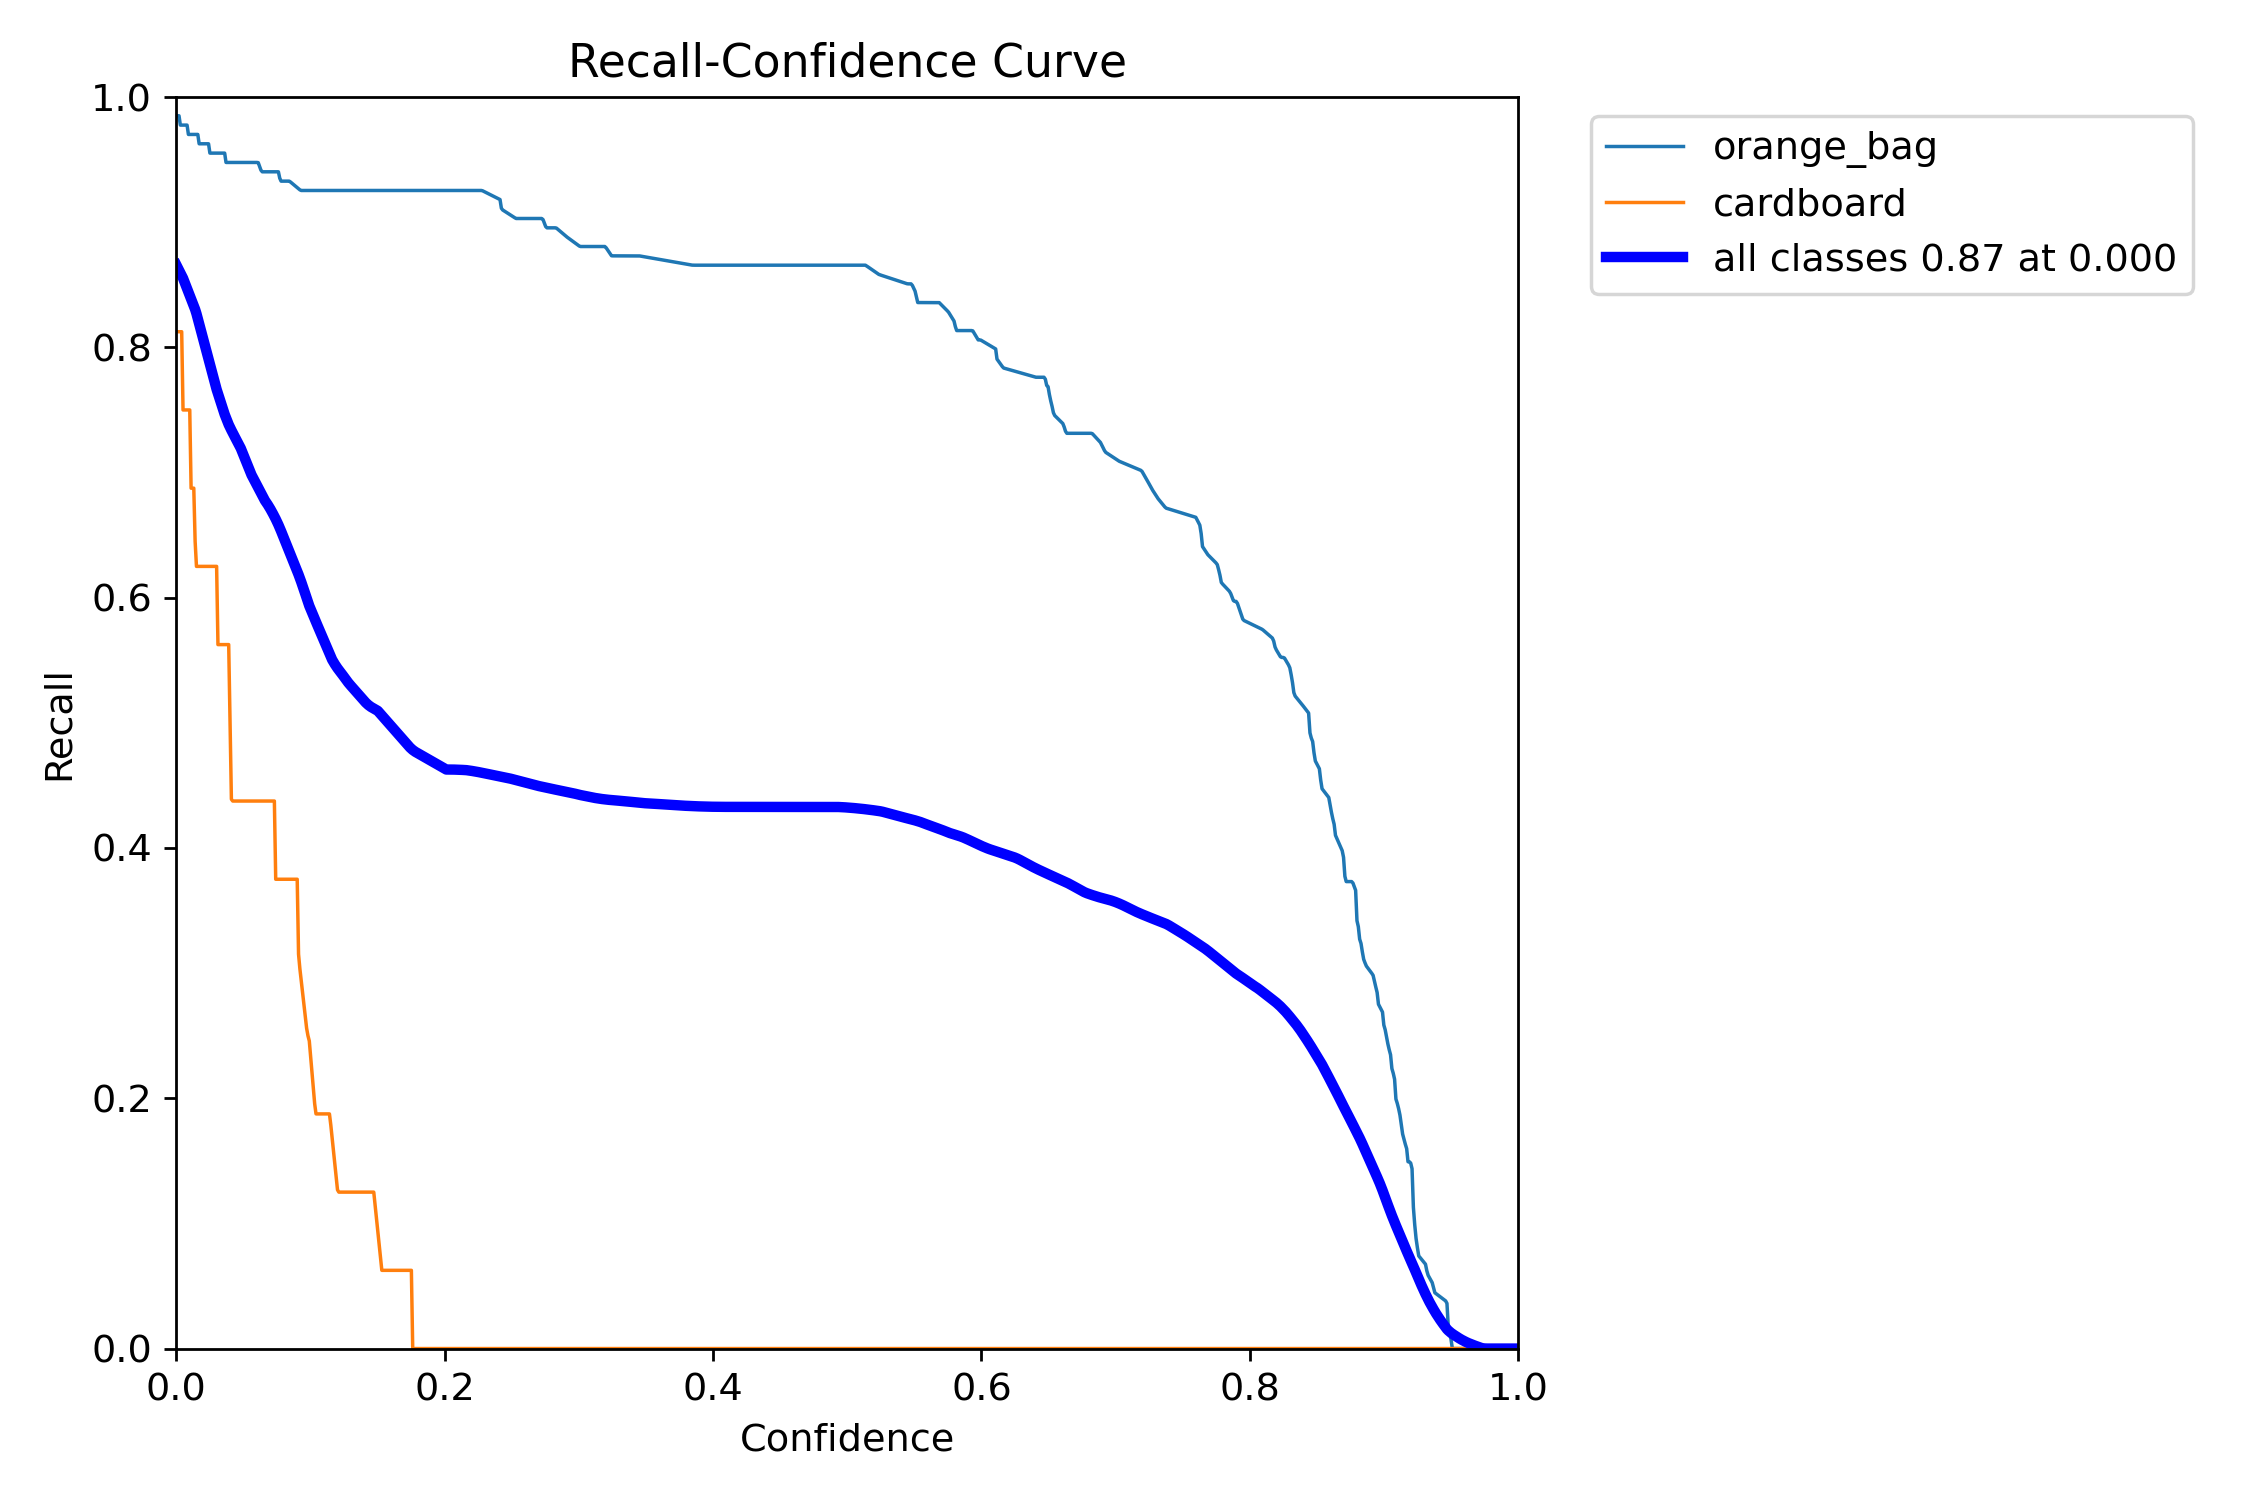 Recall-Confidence Curve
1.0
0.8
0.6
0.4
0.2
0.0
Recall
0.0 0.2 0.4 0.6 0.8 1.0
Confidence
orange_bag
cardboard
all classes 0.87 at 0.000